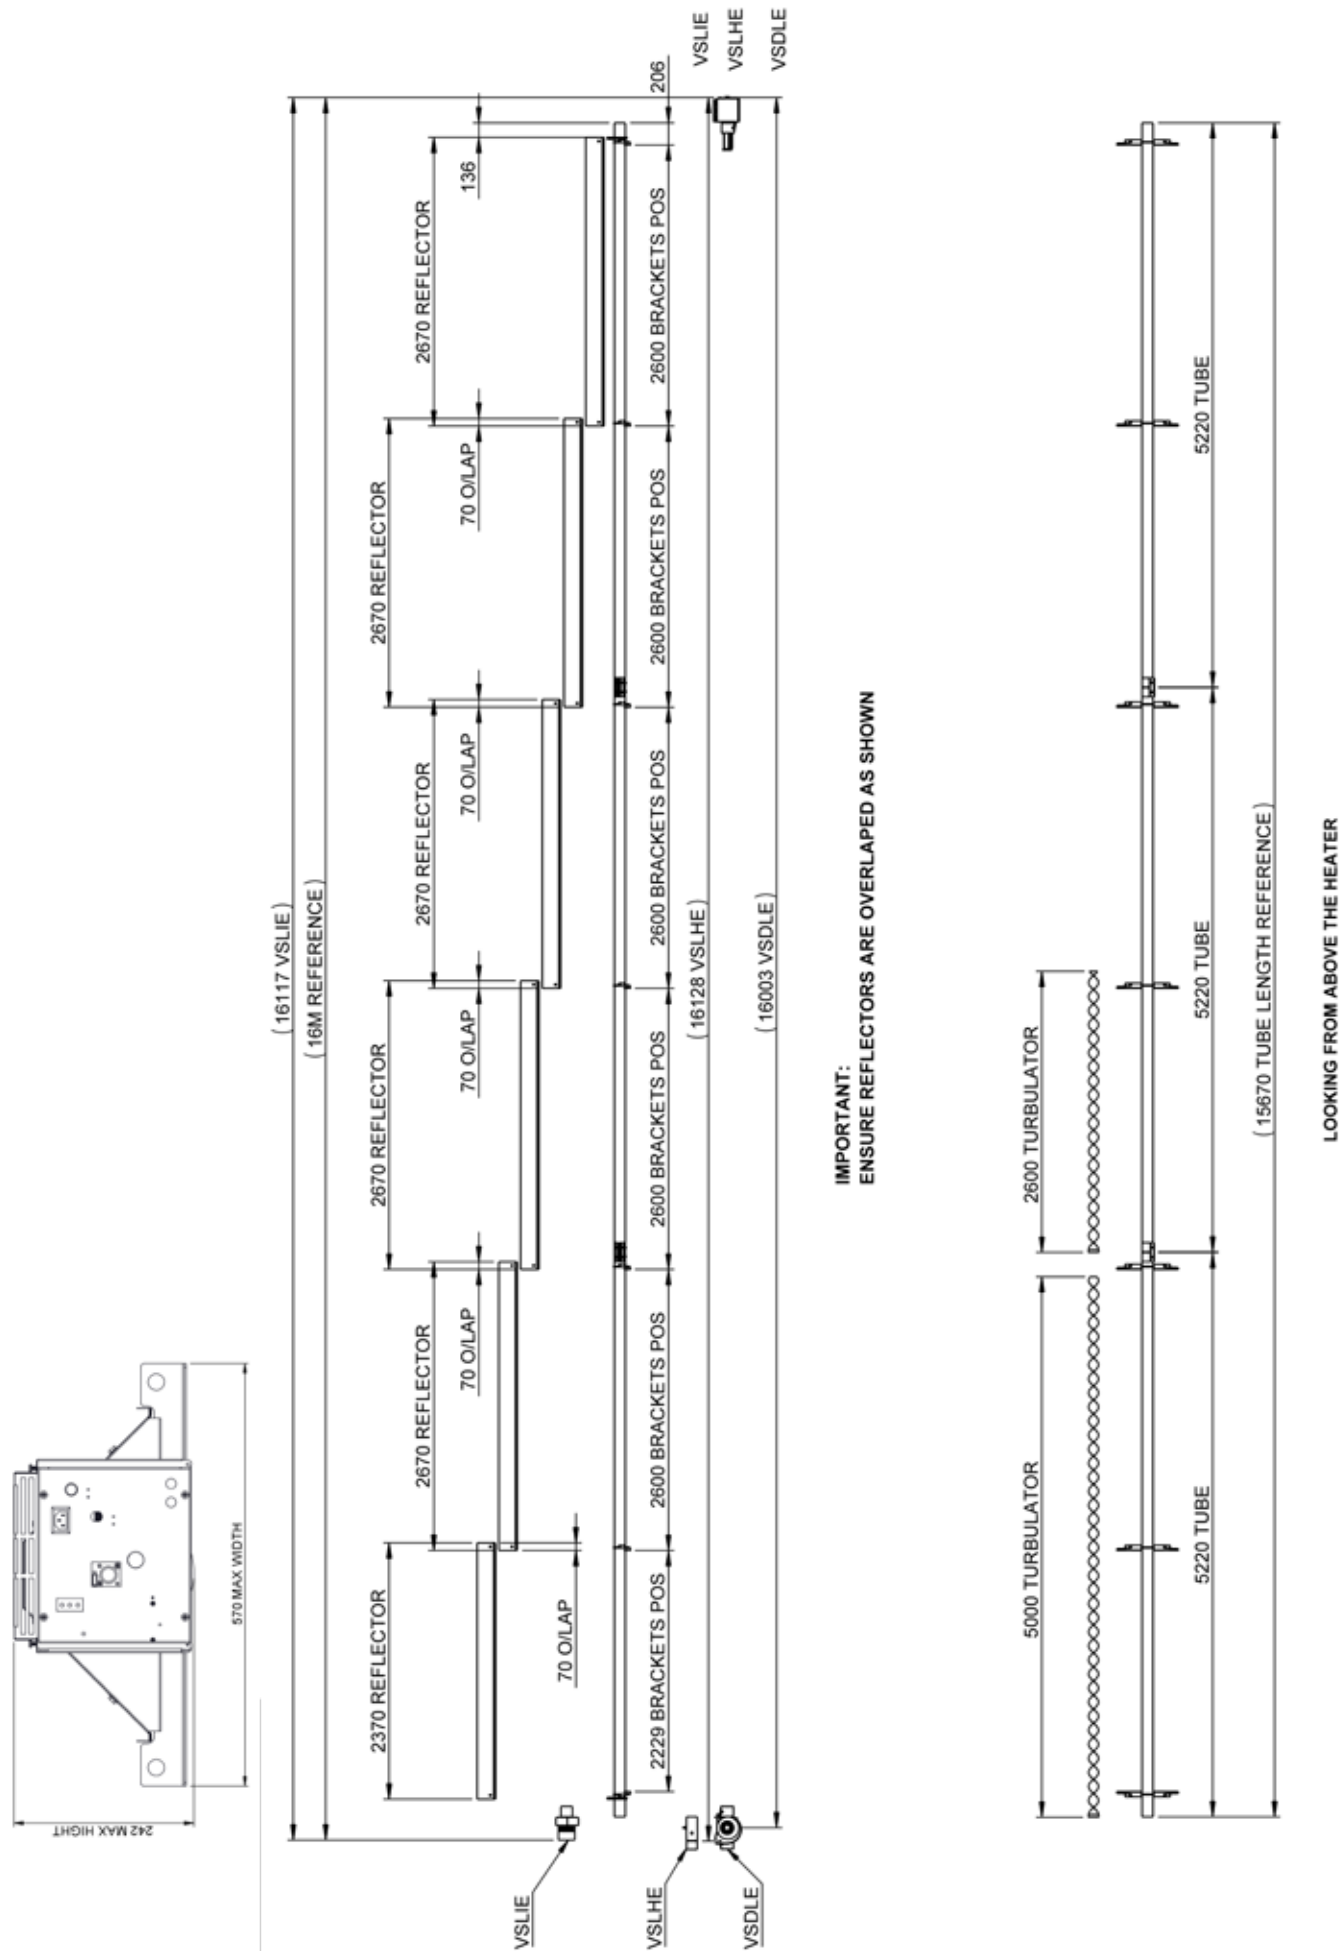 242 MAX HIGHT
570 MAX WIDTH
( 16117 VSLIE )
( 16M REFERENCE )
2370 REFLECTOR
2670 REFLECTOR
2670 REFLECTOR
2670 REFLECTOR
2670 REFLECTOR
2670 REFLECTOR
70 O/LAP
70 O/LAP
70 O/LAP
70 O/LAP
70 O/LAP
136
VSLIE
2229 BRACKETS POS
2600 BRACKETS POS
2600 BRACKETS POS
2600 BRACKETS POS
2600 BRACKETS POS
2600 BRACKETS POS
206
VSLHE
( 16128 VSLHE )
VSLIE
VSLHE
VSDLE
( 16003 VSDLE )
VSDLE
IMPORTANT:
ENSURE REFLECTORS ARE OVERLAPED AS SHOWN
5000 TURBULATOR
2600 TURBULATOR
5220 TUBE
5220 TUBE
5220 TUBE
( 15670 TUBE LENGTH REFERENCE )
LOOKING FROM ABOVE THE HEATER